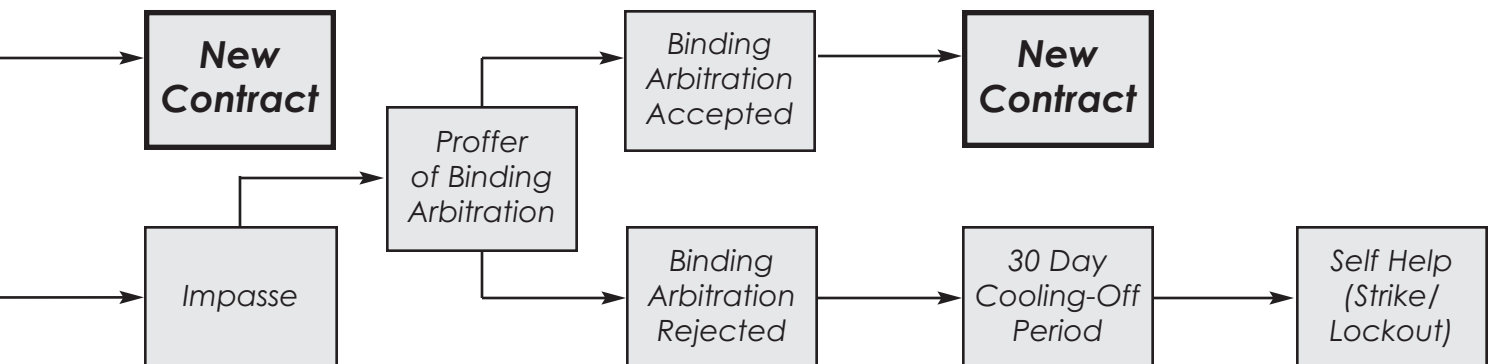 New
Contract
Impasse
Proffer
of Binding
Arbitration
Binding
Arbitration
Accepted
New
Contract
Binding
Arbitration
Rejected
30 Day
Cooling-Off
Period
Self Help
(Strike/
Lockout)